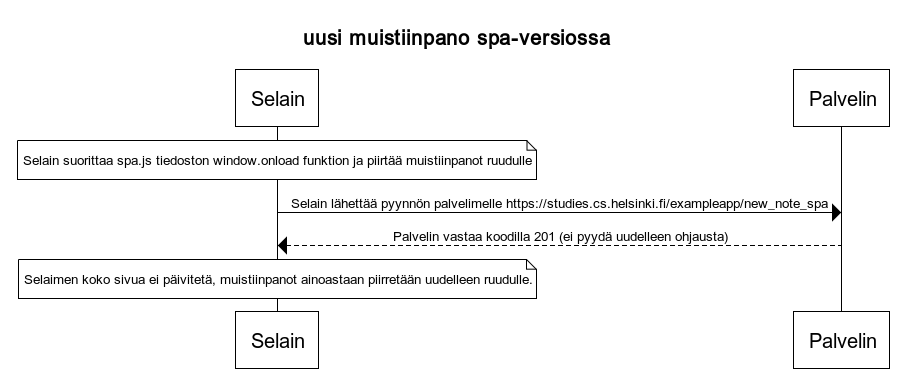 uusi muistiinpano spa-versiossa
Selain
Palvelin
Selain suorittaa spa.js tiedoston window.onload funktion ja piirtää muistiinpanot ruudulle
Selain lähettää pyynnön palvelimelle https://studies.cs.helsinki.fi/exampleapp/new_note_spa
Palvelin vastaa koodilla 201 (ei pyydä uudelleen ohjausta)
Selaimen koko sivua ei päivitetä, muistiinpanot ainoastaan piirretään uudelleen ruudulle.
Selain
Palvelin